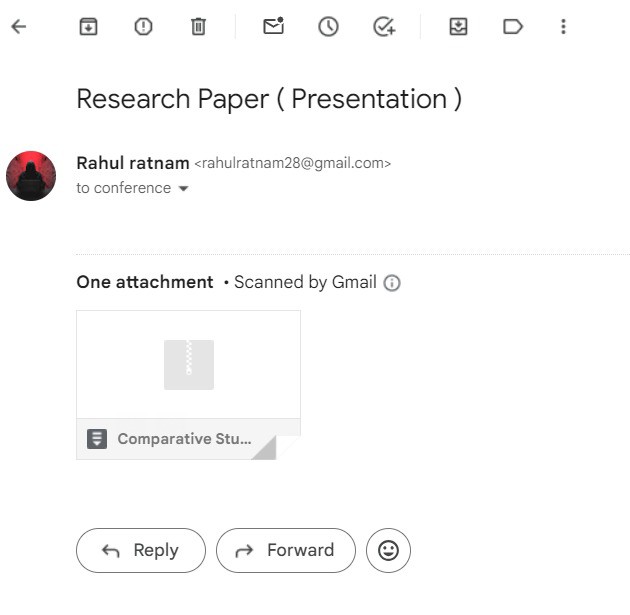 Research Paper ( Presentation )
Rahul ratnam <rahulratnam28@gmail.com>
to conference
One attachment • Scanned by Gmail
Comparative Stu...
Reply
Forward